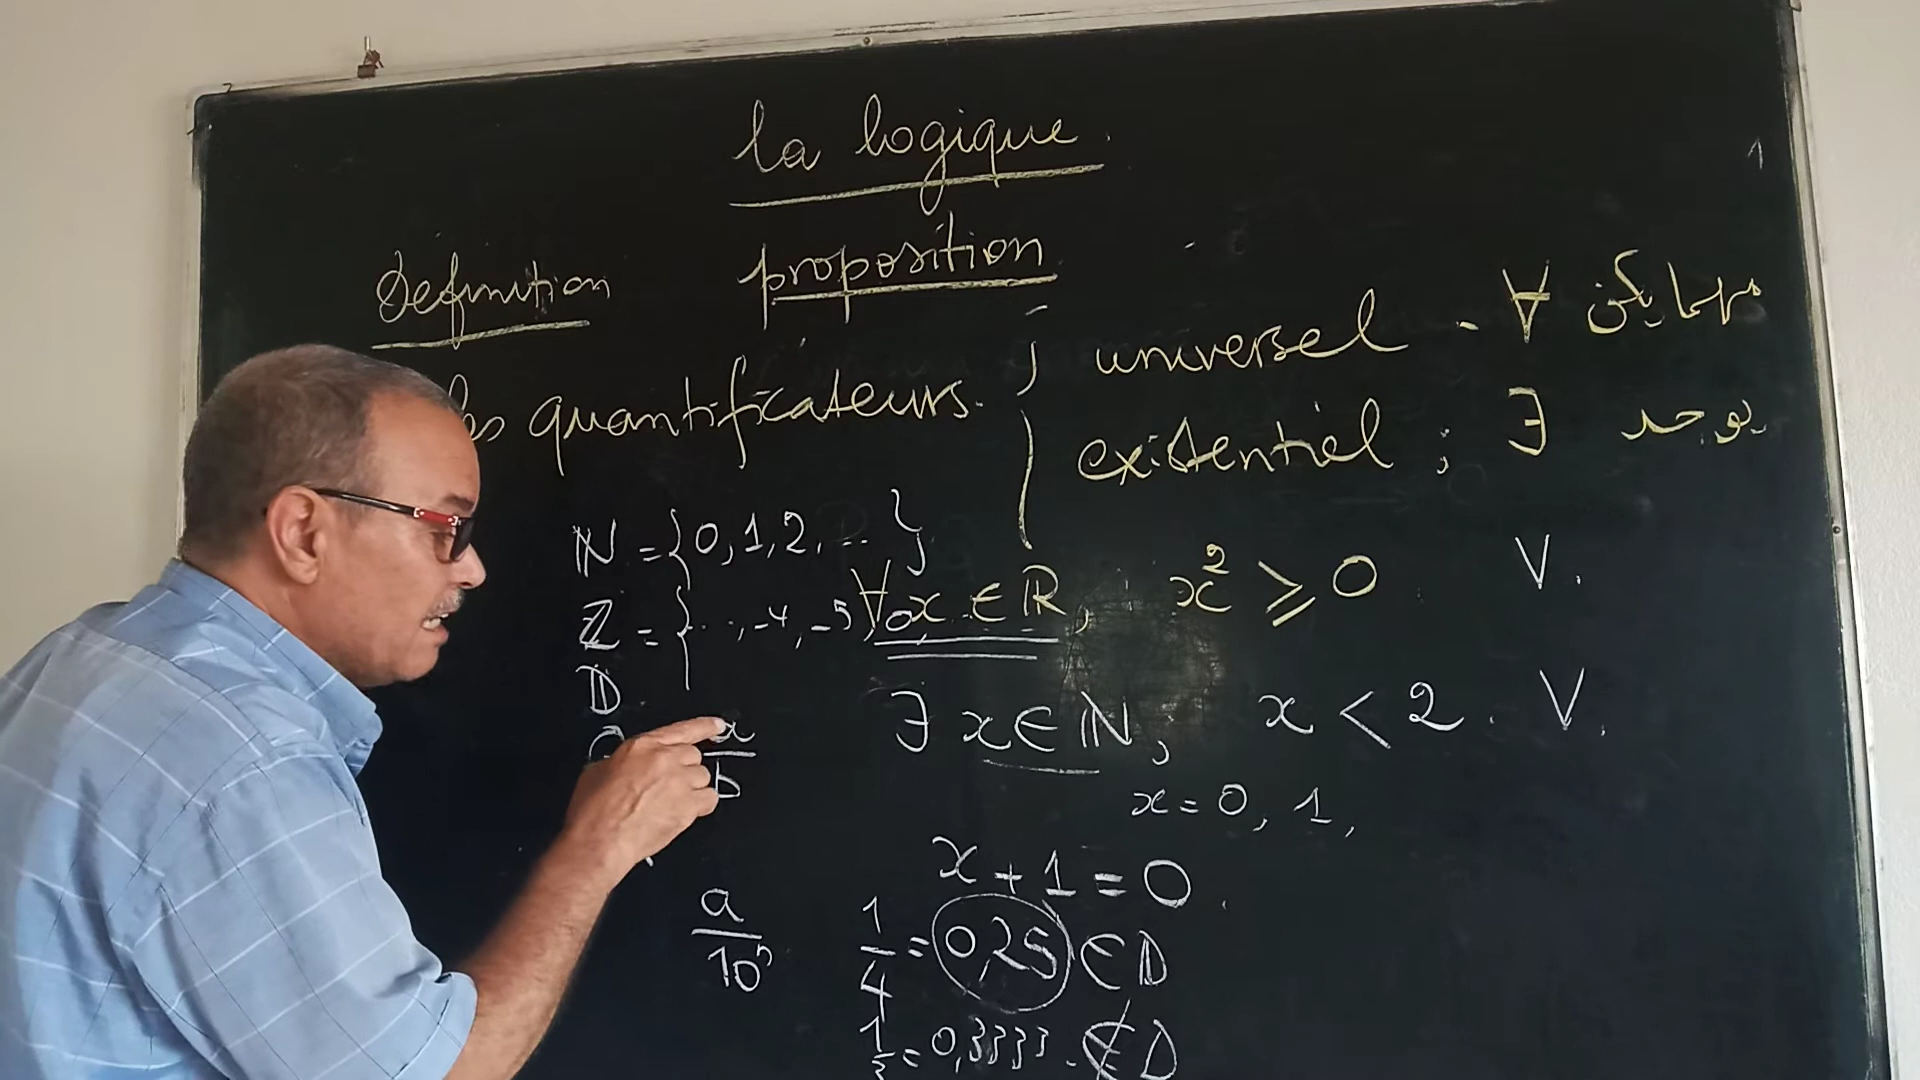 la logique.
Définition proposition
les quantificateurs. universel - ∀ مهما يكن
existentiel ; ∃ يوجد
ℕ = {0, 1, 2, ... }
∀x ∈ ℝ, x² ⩾ 0 V.
ℤ = {..., -4, -5, 0,
𝔻
∃ x ∈ ℕ, x < 2. V.
a/b
x = 0, 1,
x + 1 = 0.
a/10ⁿ 1/4 = 0,25 ∈ 𝔻
1/3 = 0,3333.. ∉ 𝔻